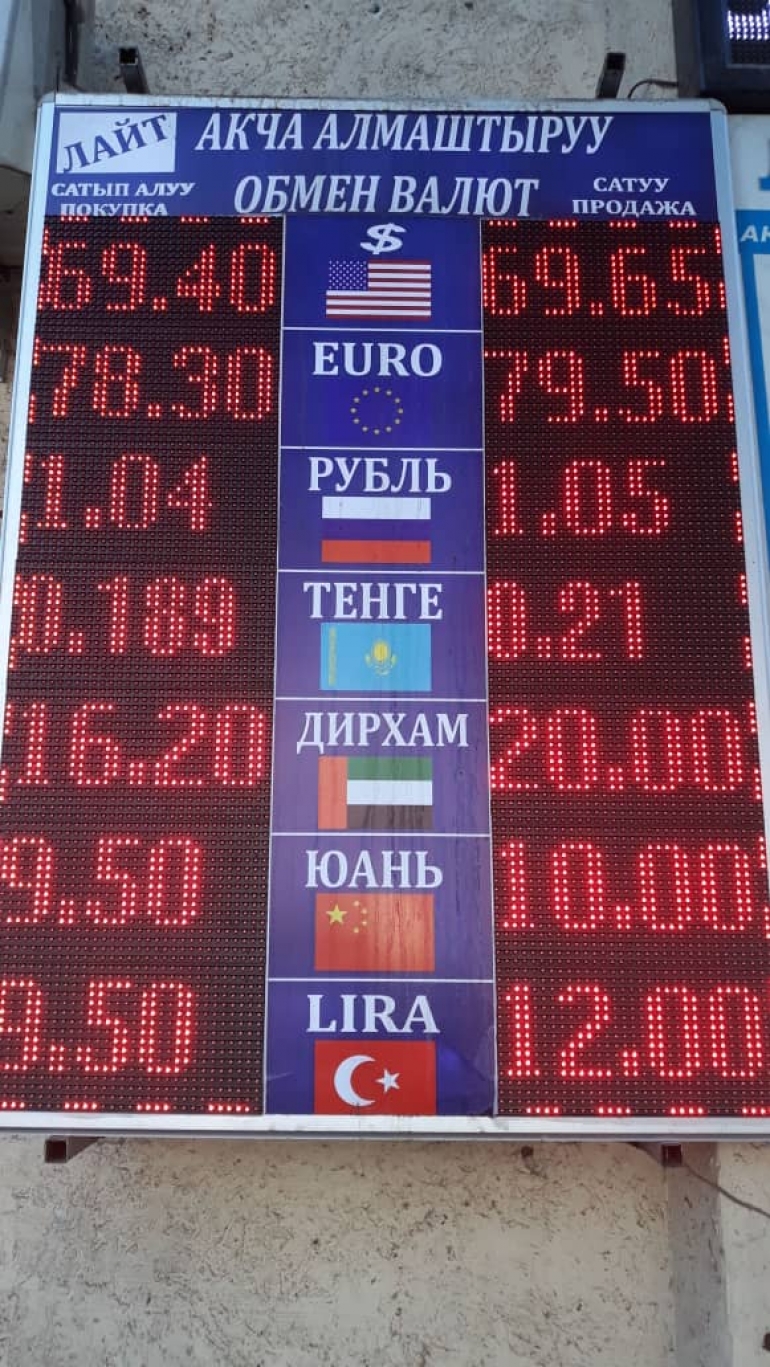 ЛАЙТ
АКЧА АЛМАШТЫРУУ
ОБМЕН ВАЛЮТ
САТЫП АЛУУ
ПОКУПКА
САТУУ
ПРОДАЖА
69.40 $ 69.65
78.30 EURO 79.50
1.04 РУБЛЬ 1.05
0.189 ТЕНГЕ 0.21
16.20 ДИРХАМ 20.00
9.50 ЮАНЬ 10.00
9.50 LIRA 12.00